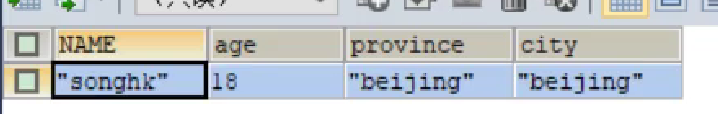 NAME age province city
"songhk" 18 "beijing" "beijing"